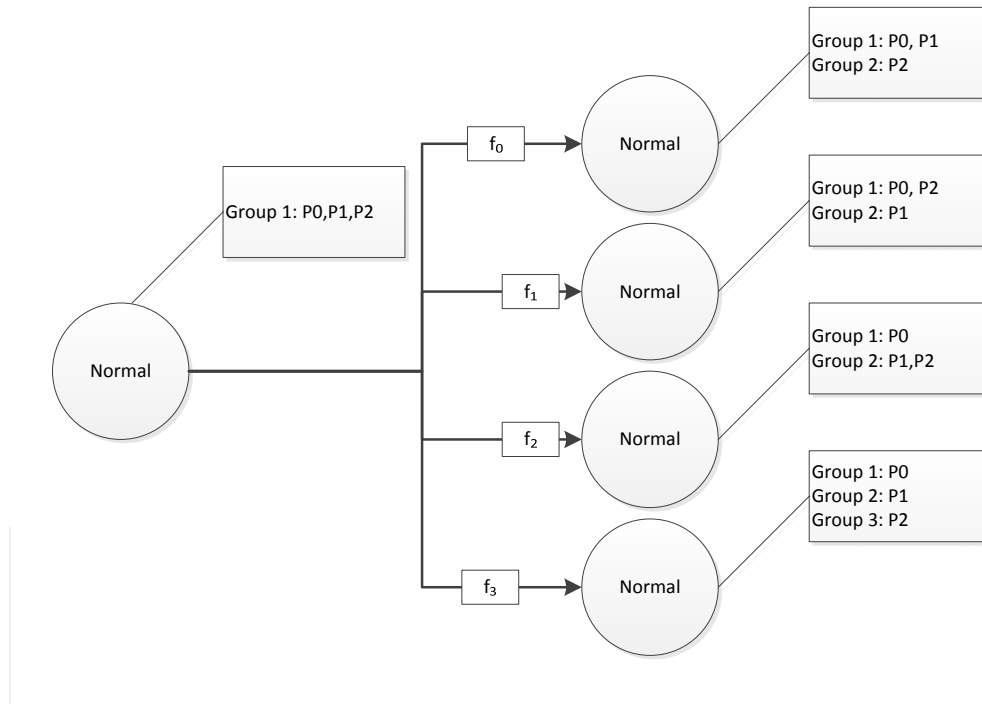 Group 1: P0, P1
Group 2: P2
f₀
Normal
Group 1: P0,P1,P2
Group 1: P0, P2
Group 2: P1
f₁
Normal
Normal
Group 1: P0
Group 2: P1,P2
f₂
Normal
Group 1: P0
Group 2: P1
Group 3: P2
f₃
Normal